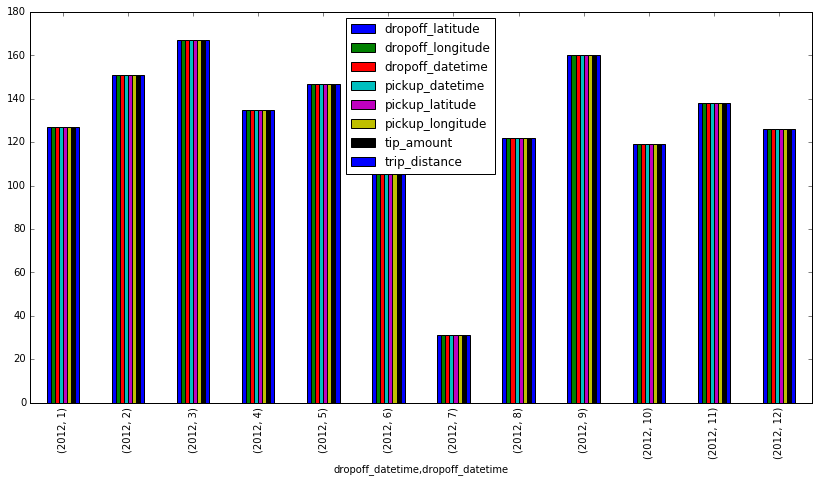 180
160
140
120
100
80
60
40
20
0
dropoff_latitude
dropoff_longitude
dropoff_datetime
pickup_datetime
pickup_latitude
pickup_longitude
tip_amount
trip_distance
(2012, 1)
(2012, 2)
(2012, 3)
(2012, 4)
(2012, 5)
(2012, 6)
(2012, 7)
(2012, 8)
(2012, 9)
(2012, 10)
(2012, 11)
(2012, 12)
dropoff_datetime,dropoff_datetime